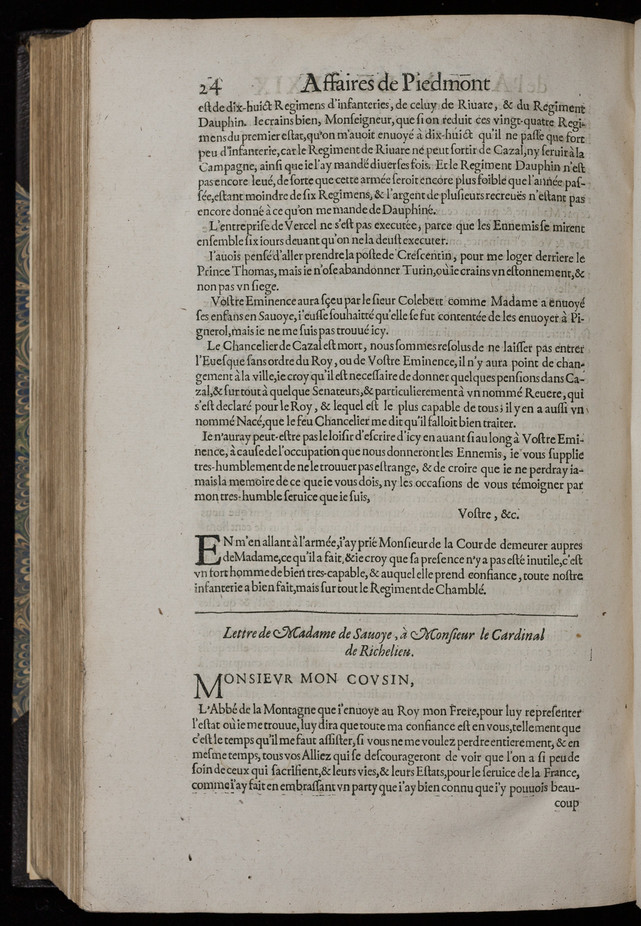 24 Affaires de Piedmont
est de dix-huict Regimens d'infanteries, de celuy de Riuare, & du Regiment
Dauphin. Ie crains bien, Monseigneur, que si on reduit ces vingt-quatre Regi-
mens du premier estat, qu'on m'auoit enuoyé à dix-huict qu'il ne passe que fort
peu d'infanterie, car le Regiment de Riuare ne peut sortir de Cazal, ny seruir à la
Campagne, ainsi que ie l'ay mandé diuerses fois. Et le Regiment Dauphin n'est
pas encore leué, de sorte que cette armée seroit encore plus foible que l'année pas-
sée, estant moindre de six Regimens, & l'argent de plusieurs recreuës n'estant pas
encore donné à ce qu'on me mande de Dauphiné.
L'entreprise de Vercel ne s'est pas executée, parce que les Ennemis se mirent
ensemble six iours deuant qu'on ne la deust executer.
I'auois pensé d'aller prendre la poste de Crescentin, pour me loger derriere le
Prince Thomas, mais ie n'ose abandonner Turin, où ie crains vn estonnement, &
non pas vn siege.
Vostre Eminence aura sçeu par le sieur Colebert comme Madame a enuoyé
ses enfans en Sauoye, i'eusse souhaitté qu'elle se fut contentée de les enuoyer à Pi-
gnerol, mais ie ne me suis pas trouué icy.
Le Chancelier de Cazal est mort, nous sommes resolus de ne laisser pas entrer
l'Euesque sans ordre du Roy, ou de Vostre Eminence, il n'y aura point de chan-
gement à la ville, ie croy qu'il est necessaire de donner quelques pensions dans Ca-
zal, & sur tout à quelque Senateurs, & particulierement à vn nommé Reuere, qui
s'est declaré pour le Roy, & lequel est le plus capable de tous; il y en a aussi vn
nommé Nacé, que le feu Chancelier me dit qu'il falloit bien traiter.
Ie n'auray peut-estre pas le loisir d'escrire d'icy en auant si au long à Vostre Emi-
nence, à cause de l'occupation que nous donneront les Ennemis, ie vous supplie
tres-humblement de ne le trouuer pas estrange, & de croire que ie ne perdray ia-
mais la memoire de ce que ie vous dois, ny les occasions de vous témoigner par
mon tres-humble seruice que ie suis,
Vostre, &c.
EN m'en allant à l'armée, i'ay prié Monsieur de la Cour de demeurer aupres
de Madame, ce qu'il a fait, & ie croy que sa presence n'y a pas esté inutile, c'est
vn fort homme de bien tres-capable, & auquel elle prend confiance, toute nostre
infanterie a bien fait, mais sur tout le Regiment de Chamblé.
Lettre de Madame de Sauoye, à Monsieur le Cardinal
de Richelieu.
MONSIEVR MON COVSIN,
L'Abbé de la Montagne que i'enuoye au Roy mon Frere, pour luy representer
l'estat où ie me trouue, luy dira que toute ma confiance est en vous, tellement que
c'est le temps qu'il me faut assister, si vous ne me voulez perdre entierement, & en
mesme temps, tous vos Alliez qui se descourageront de voir que l'on a si peu de
soin de ceux qui sacrifient, & leurs vies, & leurs Estats, pour le seruice de la France,
comme i'ay fait en embrassant vn party que i'ay bien connu que i'y pouuois beau-
coup